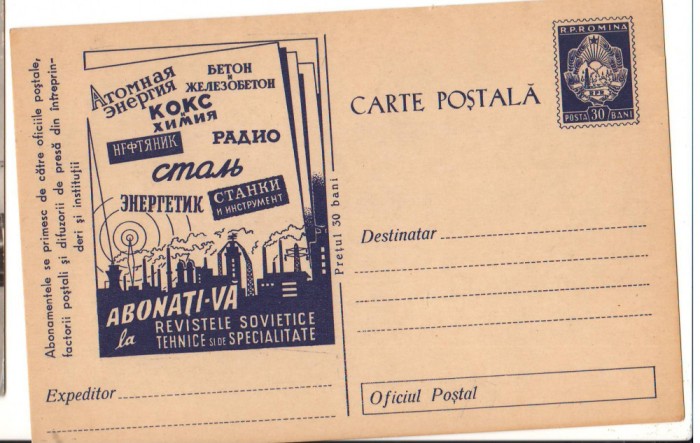 Abonamentele se primesc de către oficiile poștale,
factorii poștali și difuzorii de presă din întreprin-
deri și instituții
Атомная
энергия
БЕТОН
И
ЖЕЛЕЗОБЕТОН
КОКС
и
ХИМИЯ
НЕФТЯНИК
РАДИО
сталь
ЭНЕРГЕТИК
СТАНКИ
И ИНСТРУМЕНТ
ABONAȚI-VĂ
la
REVISTELE SOVIETICE
TEHNICE ȘI DE SPECIALITATE
Prețul 30 bani
Expeditor
CARTE POȘTALĂ
R.P.ROMINA
RPR
POSTA 30 BANI
Destinatar
Oficiul Poștal